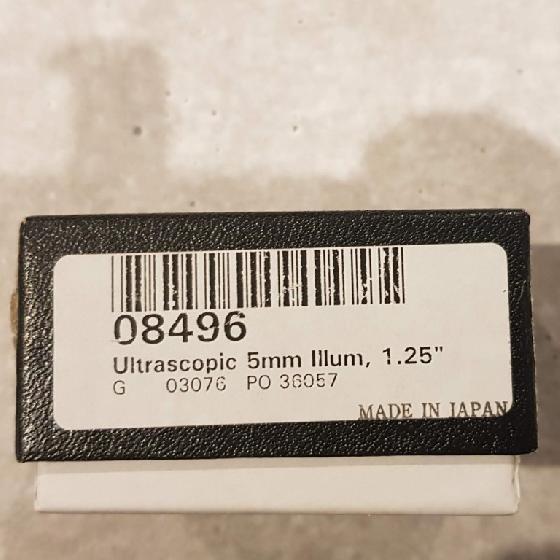 08496
Ultrascopic 5mm Illum, 1.25"
G 03076 PO 36057
MADE IN JAPAN